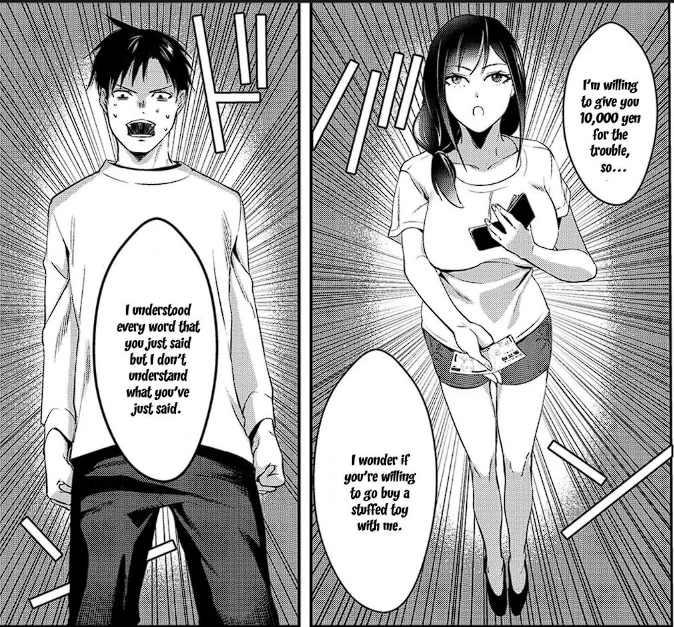 I'm willing
to give you
10,000 yen
for the
trouble,
so...
I wonder if
you're willing
to go buy a
stuffed toy
with me.
I understood
every word that
you just said
but I don't
understand
what you've
just said.